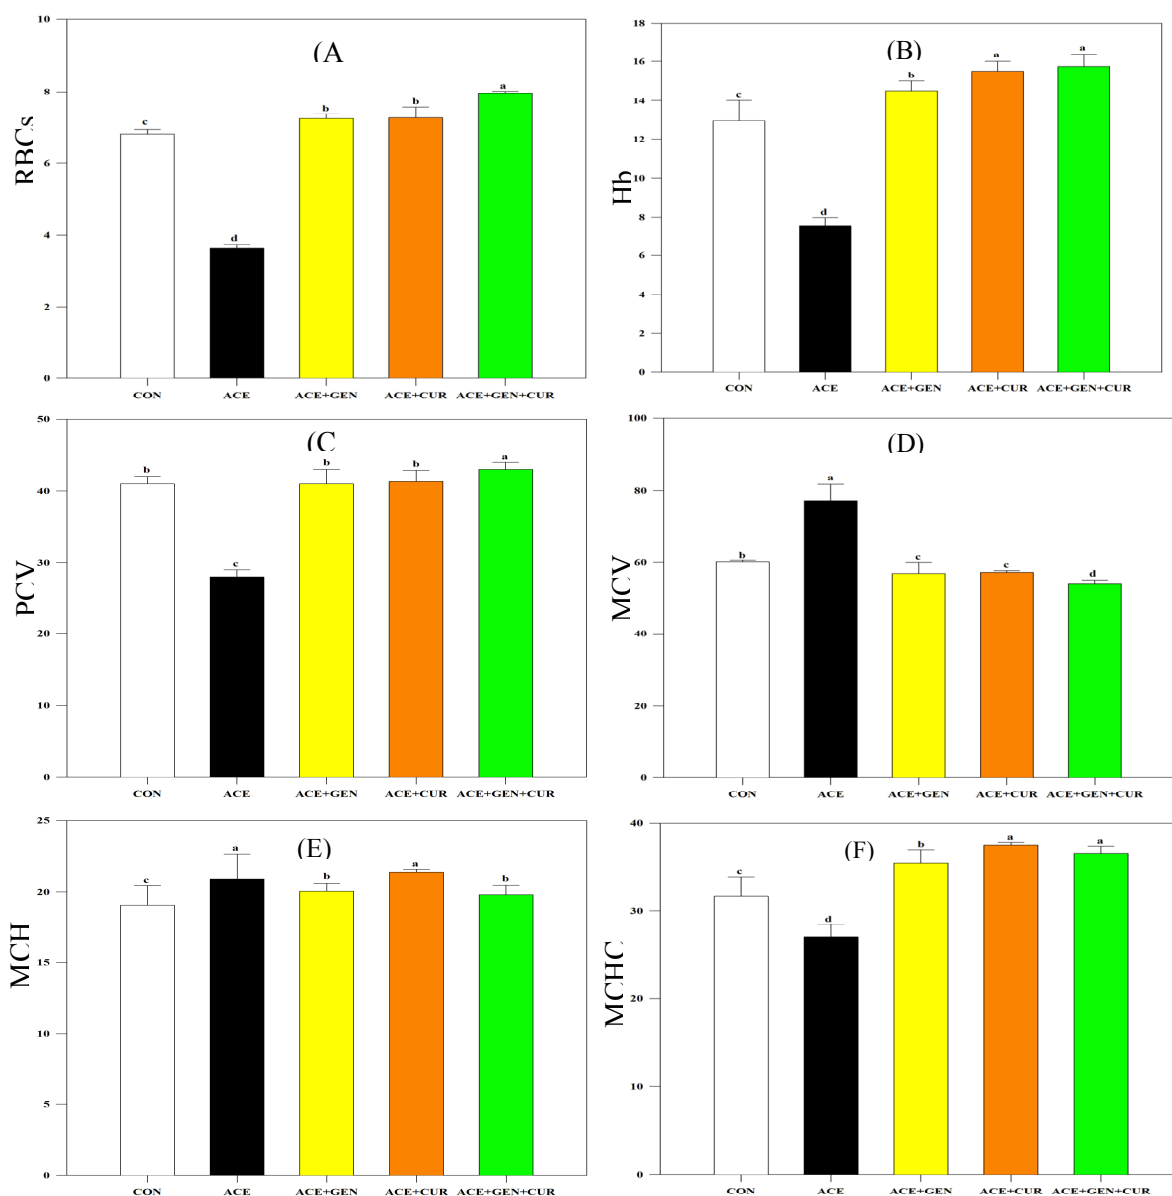 (A
RBCs
10
8
6
4
2
0
c
d
b
b
a
CON ACE ACE+GEN ACE+CUR ACE+GEN+CUR
(B)
Hb
18
16
14
12
10
8
6
4
2
0
c
d
b
a
a
CON ACE ACE+GEN ACE+CUR ACE+GEN+CUR
(C
PCV
50
40
30
20
10
0
b
c
b
b
a
CON ACE ACE+GEN ACE+CUR ACE+GEN+CUR
(D)
MCV
100
80
60
40
20
0
b
a
c
c
d
CON ACE ACE+GEN ACE+CUR ACE+GEN+CUR
(E)
MCH
25
20
15
10
5
0
c
a
b
a
b
CON ACE ACE+GEN ACE+CUR ACE+GEN+CUR
(F)
MCHC
40
30
20
10
0
c
d
b
a
a
CON ACE ACE+GEN ACE+CUR ACE+GEN+CUR